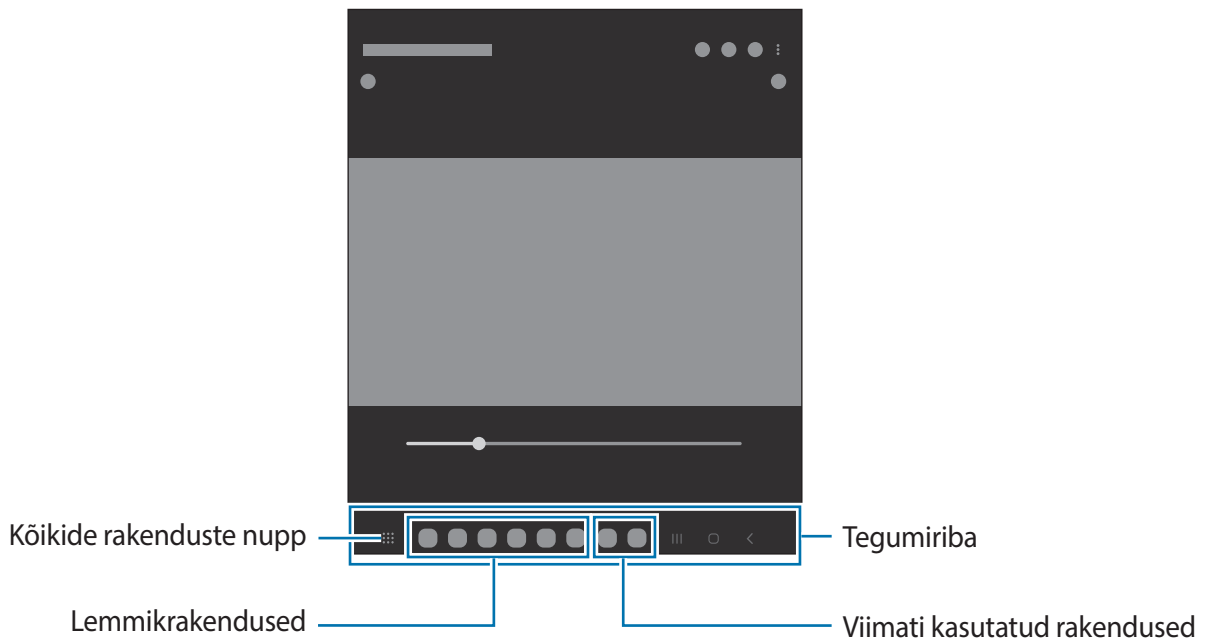 Kõikide rakenduste nupp
Tegumiriba
Lemmikrakendused
Viimati kasutatud rakendused